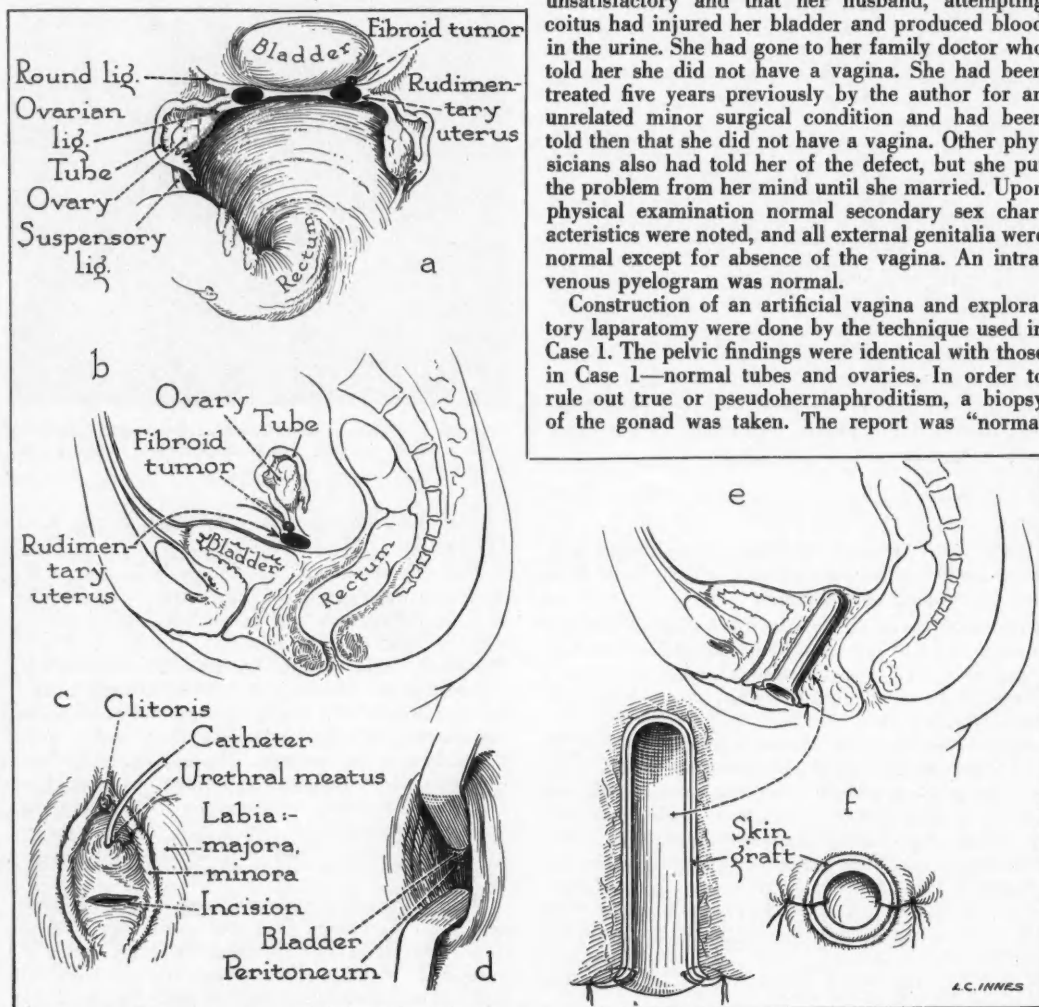 unsatisfactory and that her husband, attempting
coitus had injured her bladder and produced blood
in the urine. She had gone to her family doctor who
told her she did not have a vagina. She had been
treated five years previously by the author for an
unrelated minor surgical condition and had been
told then that she did not have a vagina. Other phy-
sicians also had told her of the defect, but she put
the problem from her mind until she married. Upon
physical examination normal secondary sex char-
acteristics were noted, and all external genitalia were
normal except for absence of the vagina. An intra-
venous pyelogram was normal.
Construction of an artificial vagina and explora-
tory laparatomy were done by the technique used in
Case 1. The pelvic findings were identical with those
in Case 1—normal tubes and ovaries. In order to
rule out true or pseudohermaphroditism, a biopsy
of the gonad was taken. The report was “normal
Bladder
Fibroid tumor
Round lig.
Rudimen-
tary
uterus
Ovarian
lig.
Tube
Ovary
Suspensory
lig.
Rectum
a
b
Ovary
Tube
Fibroid
tumor
Rudimen-
tary
uterus
Bladder
Rectum
c
Clitoris
Catheter
Urethral meatus
Labia:-
majora,
minora
Incision
Bladder
Peritoneum
d
e
Skin
graft
f
L.C. INNES